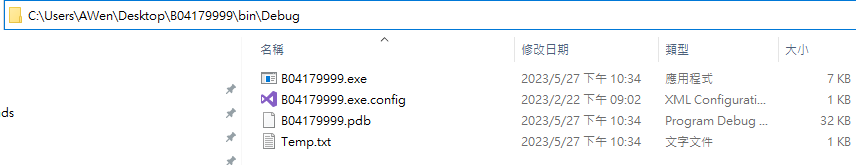 C:\Users\AWen\Desktop\B04179999\bin\Debug
名稱 修改日期 類型 大小
B04179999.exe 2023/5/27 下午 10:34 應用程式 7 KB
B04179999.exe.config 2023/2/22 下午 09:02 XML Configurati... 1 KB
ds B04179999.pdb 2023/5/27 下午 10:34 Program Debug ... 32 KB
Temp.txt 2023/5/27 下午 10:34 文字文件 1 KB